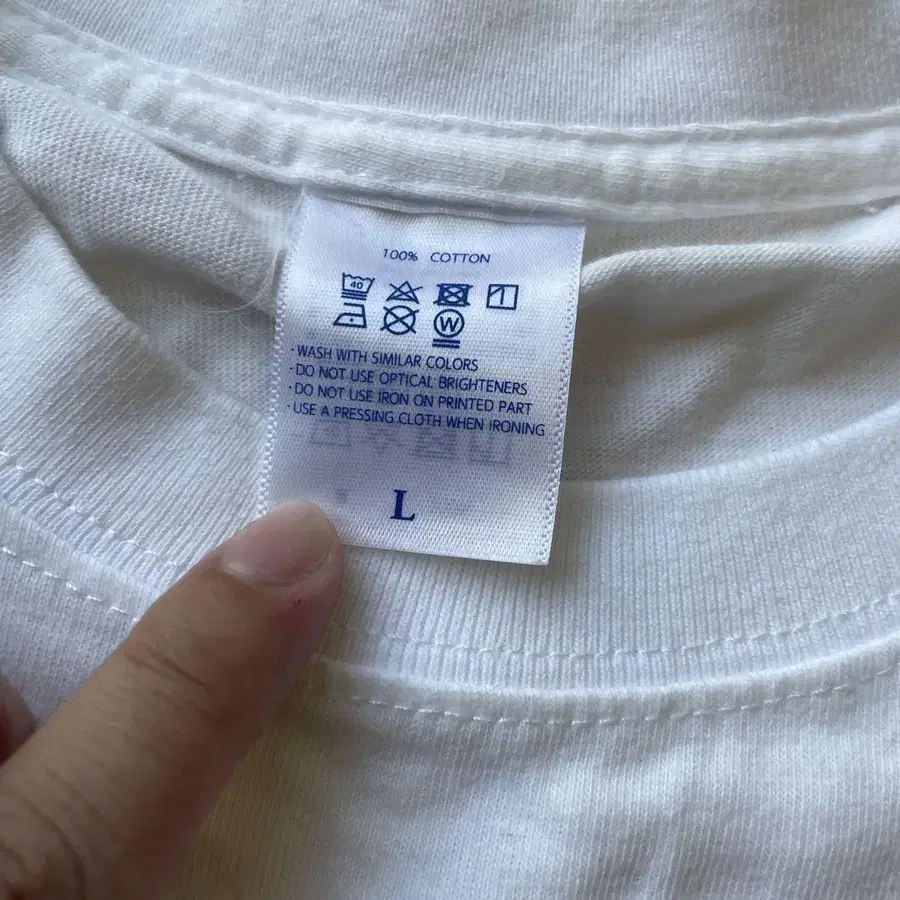 100% COTTON
40
W
·WASH WITH SIMILAR COLORS
·DO NOT USE OPTICAL BRIGHTENERS
·DO NOT USE IRON ON PRINTED PART
·USE A PRESSING CLOTH WHEN IRONING
L